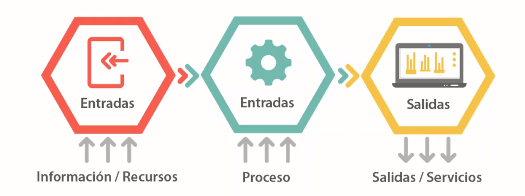 Entradas
Entradas
Salidas
Información / Recursos
Proceso
Salidas / Servicios